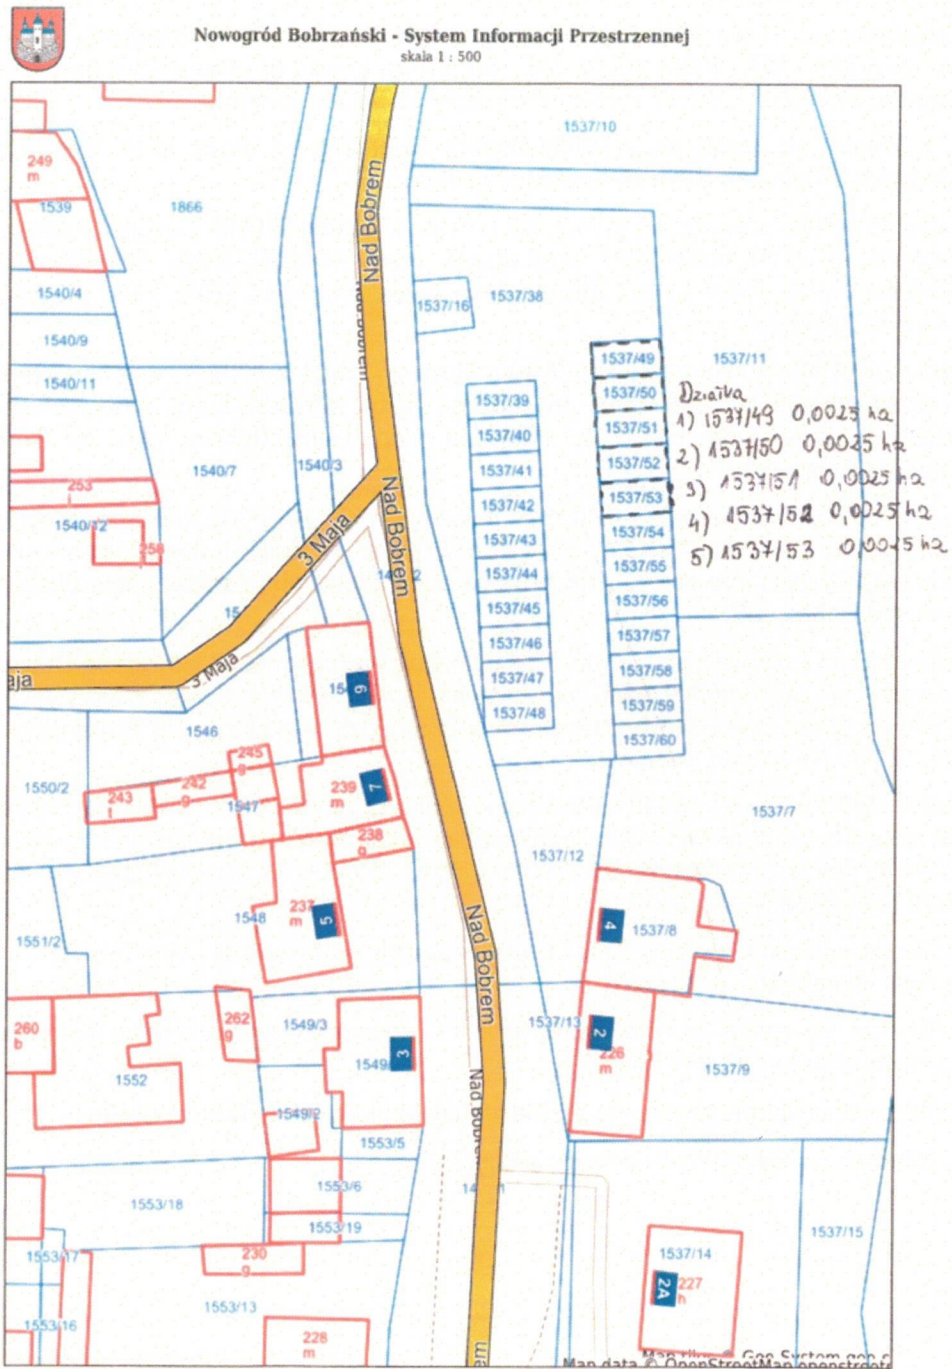 Nowogród Bobrzański - System Informacji Przestrzennej
skala 1 : 500
1537/10
249
m
1539
1866
Nad Bobrem
1540/4
1537/16
1537/38
1540/9
1537/49
1537/11
1540/11
1537/39
1537/50
Działka
1) 1537/49 0,0025 ha
1537/40
1537/51
2) 1537/50 0,0025 ha
1540/7
1540/3
1537/41
1537/52
3) 1537/51 0,0025 ha
253
i
1537/42
1537/53
4) 1537/52 0,0025 ha
1540/12
258
3 Maja
Nad Bobrem
1537/43
1537/54
5) 1537/53 0,0025 ha
1537/44
1537/55
1537/45
1537/56
1537/46
1537/57
3 Maja
aja
1537/47
1537/58
6
1537/48
1537/59
1546
1537/60
245
g
1550/2
243
242
g
1547
239
m
7
1537/7
238
g
1537/12
237
m
5
1548
4
1537/8
1551/2
Nad Bobrem
260
b
262
g
1549/3
1537/13
2
226
m
3
1549
1552
1537/9
1549/2
1553/5
1553/18
1553/6
1553/19
1537/15
1553/17
230
g
1537/14
2A
227
h
1553/16
1553/13
228
m
em
Map data © OpenStreetMap